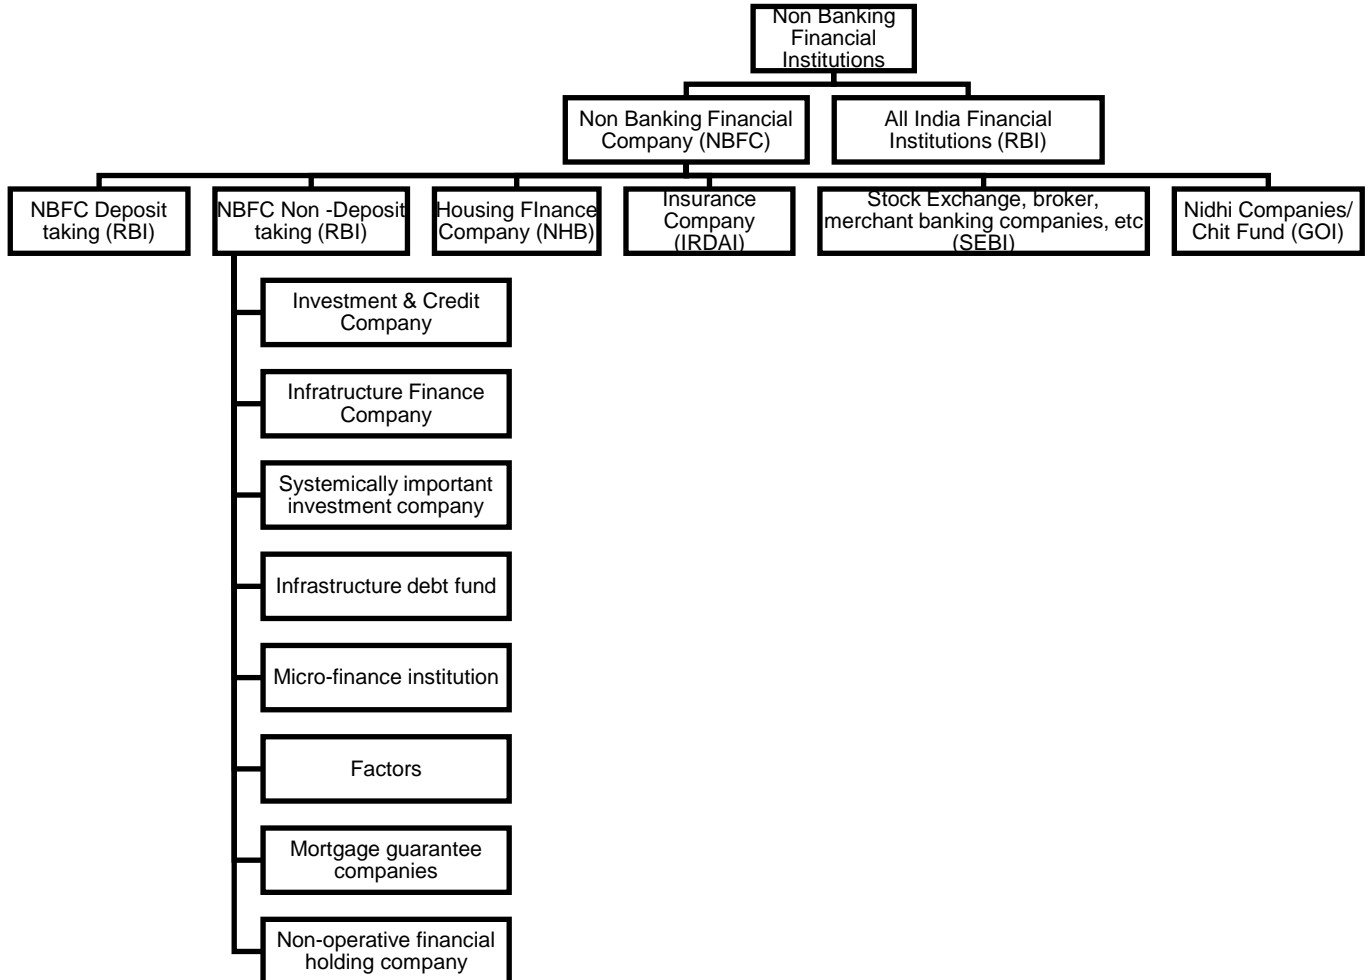 Non Banking
Financial
Institutions
Non Banking Financial
Company (NBFC)
All India Financial
Institutions (RBI)
NBFC Deposit
taking (RBI)
NBFC Non -Deposit
taking (RBI)
Housing FInance
Company (NHB)
Insurance
Company
(IRDAI)
Stock Exchange, broker,
merchant banking companies, etc
(SEBI)
Nidhi Companies/
Chit Fund (GOI)
Investment & Credit
Company
Infratructure Finance
Company
Systemically important
investment company
Infrastructure debt fund
Micro-finance institution
Factors
Mortgage guarantee
companies
Non-operative financial
holding company